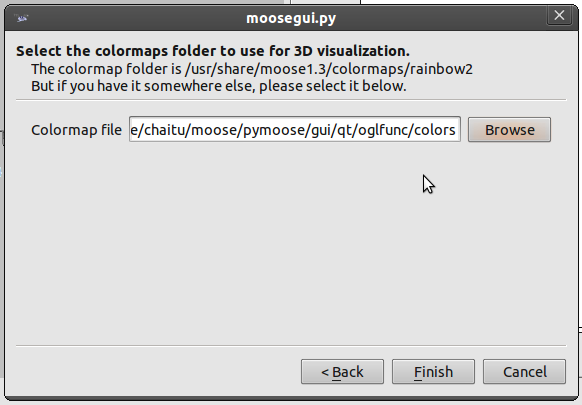 moosegui.py
Select the colormaps folder to use for 3D visualization.
The colormap folder is /usr/share/moose1.3/colormaps/rainbow2
But if you have it somewhere else, please select it below.
Colormap file e/chaitu/moose/pymoose/gui/qt/oglfunc/colors Browse
< Back Finish Cancel